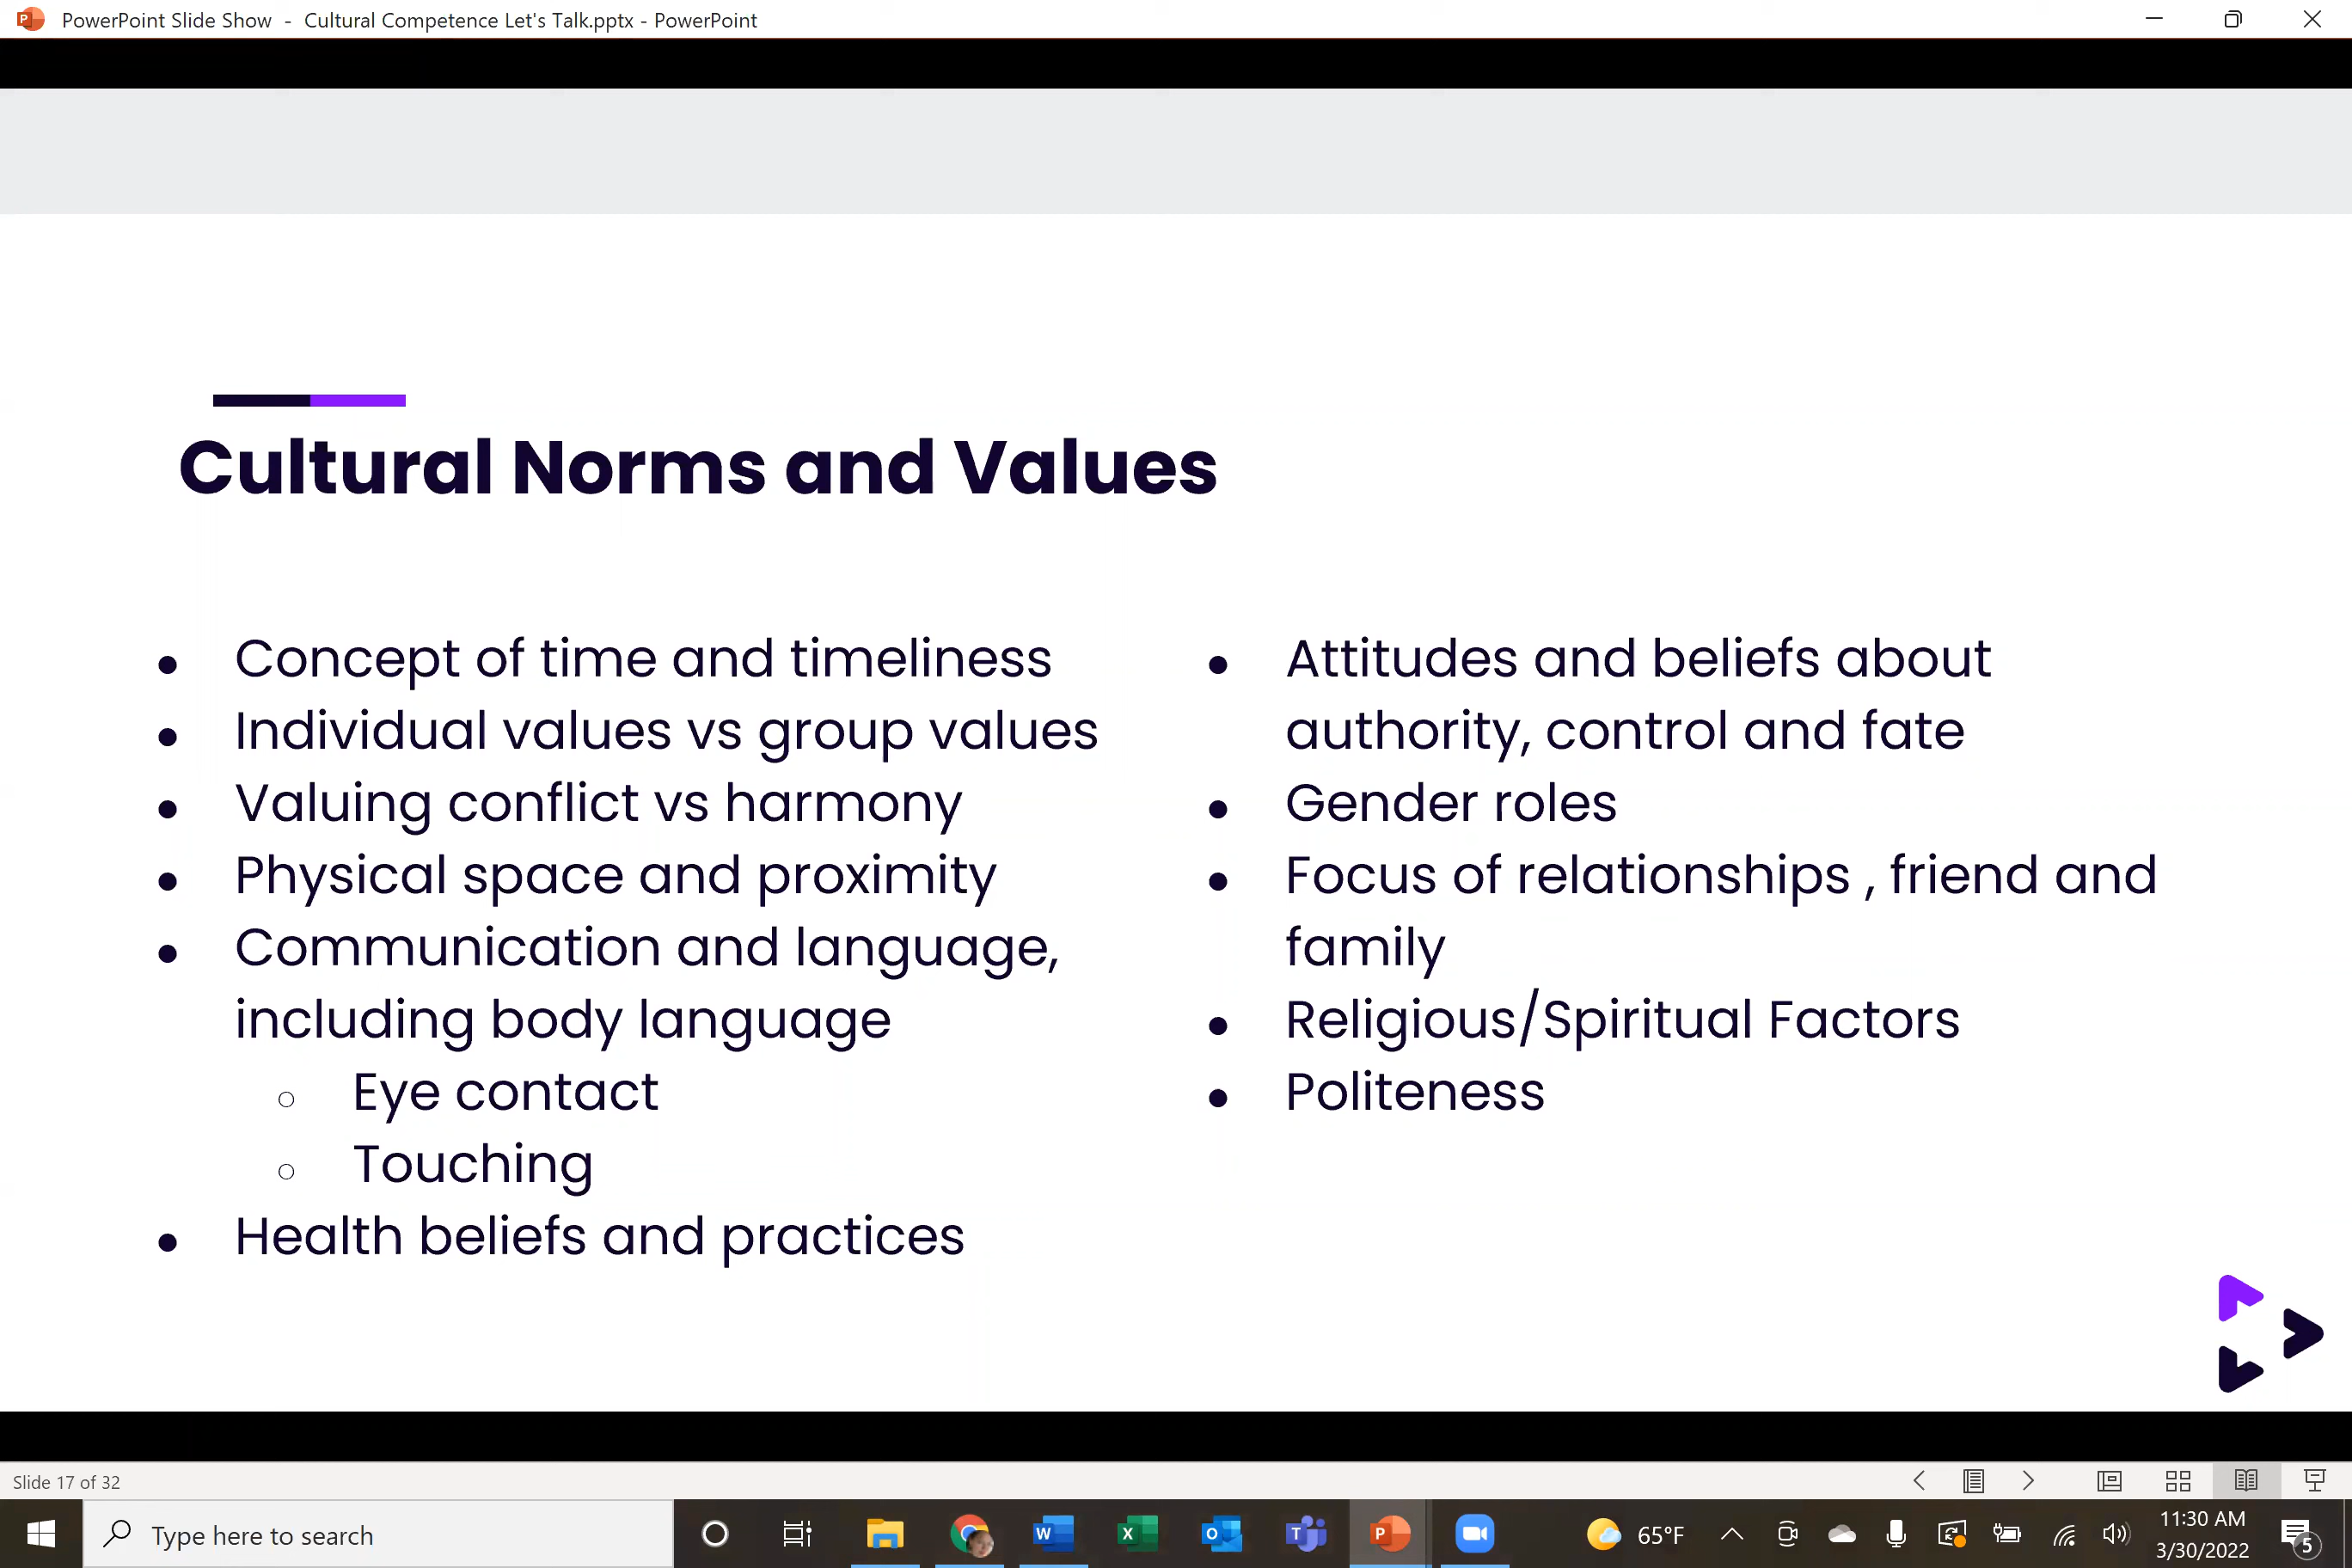 PowerPoint Slide Show - Cultural Competence Let's Talk.pptx - PowerPoint
Cultural Norms and Values
● Concept of time and timeliness
● Individual values vs group values
● Valuing conflict vs harmony
● Physical space and proximity
● Communication and language,
including body language
○ Eye contact
○ Touching
● Health beliefs and practices
● Attitudes and beliefs about
authority, control and fate
● Gender roles
● Focus of relationships , friend and
family
● Religious/Spiritual Factors
● Politeness
Slide 17 of 32
Type here to search
65°F
11:30 AM
3/30/2022
5